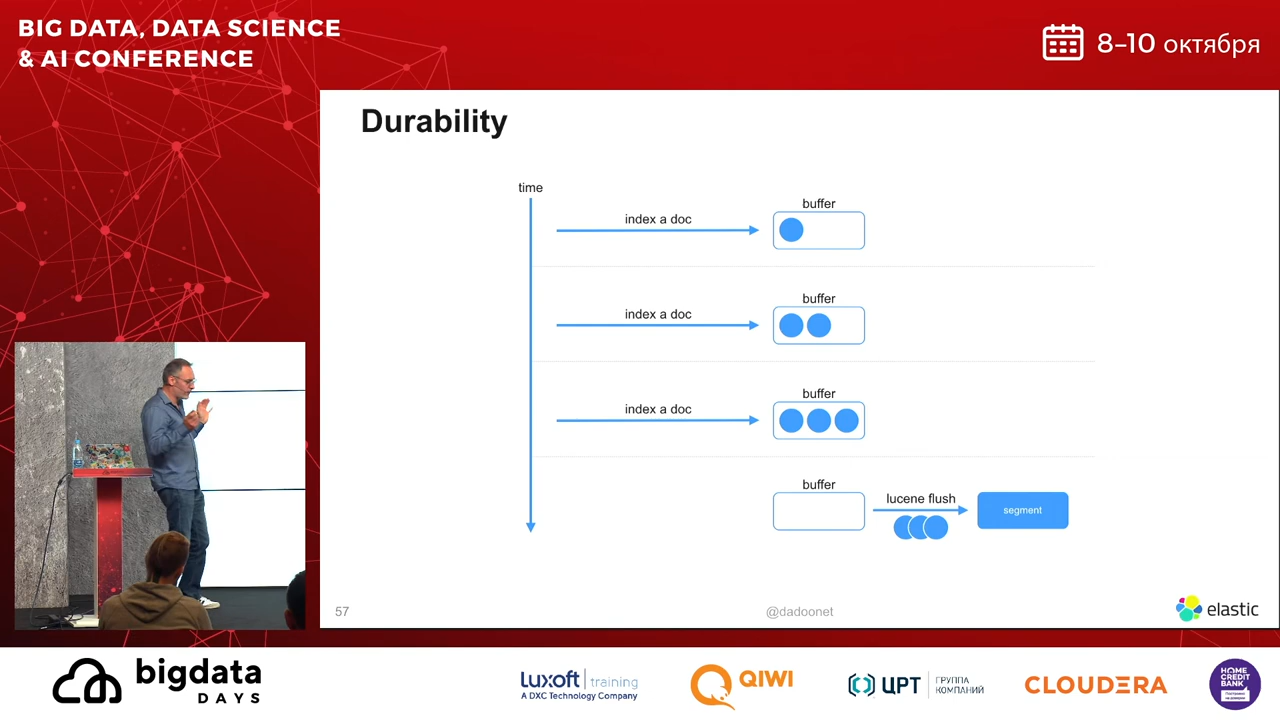 BIG DATA, DATA SCIENCE
& AI CONFERENCE
8–10 октября
Durability
time
buffer
index a doc
buffer
index a doc
buffer
index a doc
buffer
lucene flush
segment
57
@dadoonet
elastic
bigdata
DAYS
luxoft training
A DXC Technology Company
QIWI
ЦРТ
ГРУППА
КОМПАНИЙ
CLOUDERA
HOME
CREDIT
BANK